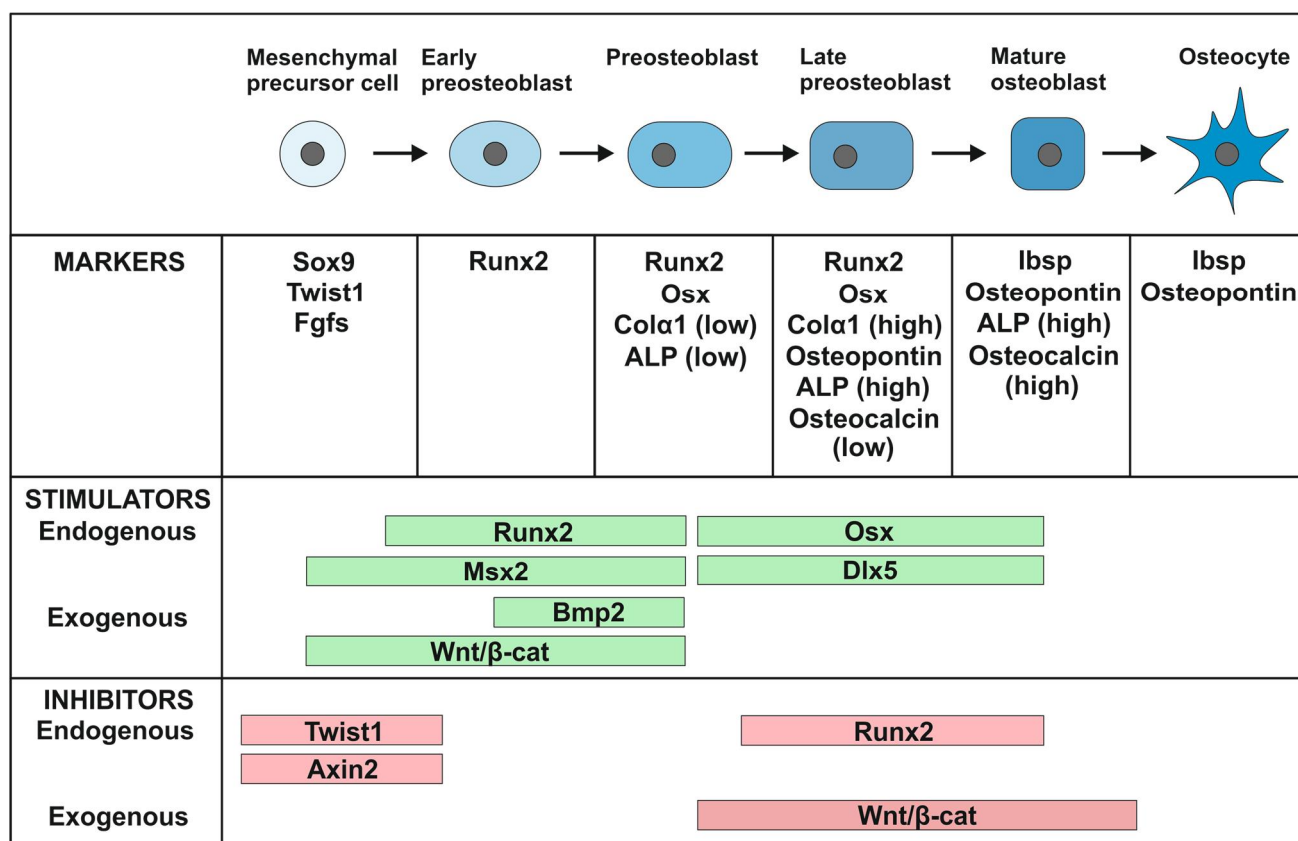 Mesenchymal
precursor cell
Early
preosteoblast
Preosteoblast
Late
preosteoblast
Mature
osteoblast
Osteocyte
MARKERS
Sox9
Twist1
Fgfs
Runx2
Runx2
Osx
Colα1 (low)
ALP (low)
Runx2
Osx
Colα1 (high)
Osteopontin
ALP (high)
Osteocalcin
(low)
Ibsp
Osteopontin
ALP (high)
Osteocalcin
(high)
Ibsp
Osteopontin
STIMULATORS
Endogenous
Runx2
Osx
Msx2
Dlx5
Exogenous
Bmp2
Wnt/β-cat
INHIBITORS
Endogenous
Twist1
Runx2
Axin2
Exogenous
Wnt/β-cat